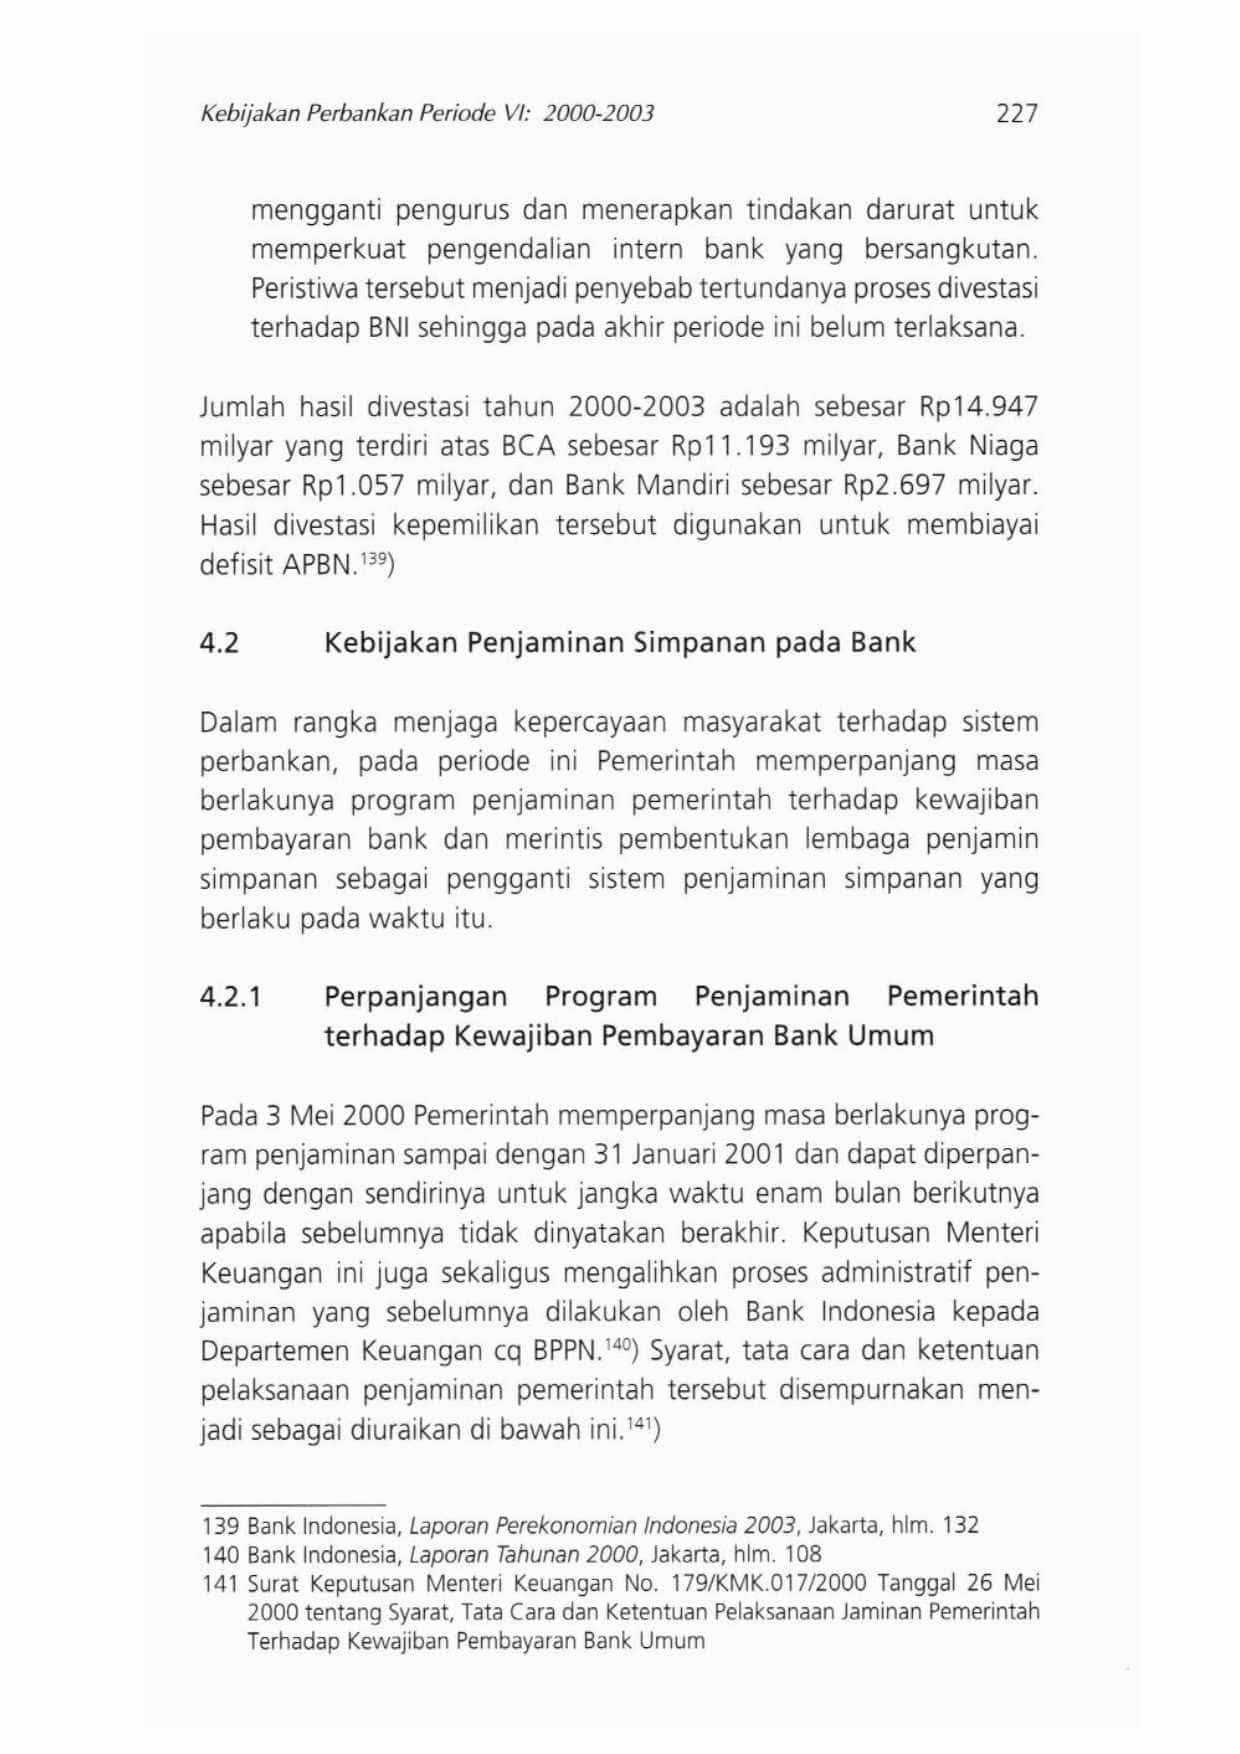 Kebijakan Perbankan Periode VI: 2000-2003 227
mengganti pengurus dan menerapkan tindakan darurat untuk
memperkuat pengendalian intern bank yang bersangkutan.
Peristiwa tersebut menjadi penyebab tertundanya proses divestasi
terhadap BNI sehingga pada akhir periode ini belum terlaksana.
Jumlah hasil divestasi tahun 2000-2003 adalah sebesar Rp14.947
milyar yang terdiri atas BCA sebesar Rp11.193 milyar, Bank Niaga
sebesar Rp1.057 milyar, dan Bank Mandiri sebesar Rp2.697 milyar.
Hasil divestasi kepemilikan tersebut digunakan untuk membiayai
defisit APBN.¹³⁹)
4.2 Kebijakan Penjaminan Simpanan pada Bank
Dalam rangka menjaga kepercayaan masyarakat terhadap sistem
perbankan, pada periode ini Pemerintah memperpanjang masa
berlakunya program penjaminan pemerintah terhadap kewajiban
pembayaran bank dan merintis pembentukan lembaga penjamin
simpanan sebagai pengganti sistem penjaminan simpanan yang
berlaku pada waktu itu.
4.2.1 Perpanjangan Program Penjaminan Pemerintah
terhadap Kewajiban Pembayaran Bank Umum
Pada 3 Mei 2000 Pemerintah memperpanjang masa berlakunya prog-
ram penjaminan sampai dengan 31 Januari 2001 dan dapat diperpan-
jang dengan sendirinya untuk jangka waktu enam bulan berikutnya
apabila sebelumnya tidak dinyatakan berakhir. Keputusan Menteri
Keuangan ini juga sekaligus mengalihkan proses administratif pen-
jaminan yang sebelumnya dilakukan oleh Bank Indonesia kepada
Departemen Keuangan cq BPPN.¹⁴⁰) Syarat, tata cara dan ketentuan
pelaksanaan penjaminan pemerintah tersebut disempurnakan men-
jadi sebagai diuraikan di bawah ini.¹⁴¹)
139 Bank Indonesia, Laporan Perekonomian Indonesia 2003, Jakarta, hlm. 132
140 Bank Indonesia, Laporan Tahunan 2000, Jakarta, hlm. 108
141 Surat Keputusan Menteri Keuangan No. 179/KMK.017/2000 Tanggal 26 Mei
2000 tentang Syarat, Tata Cara dan Ketentuan Pelaksanaan Jaminan Pemerintah
Terhadap Kewajiban Pembayaran Bank Umum